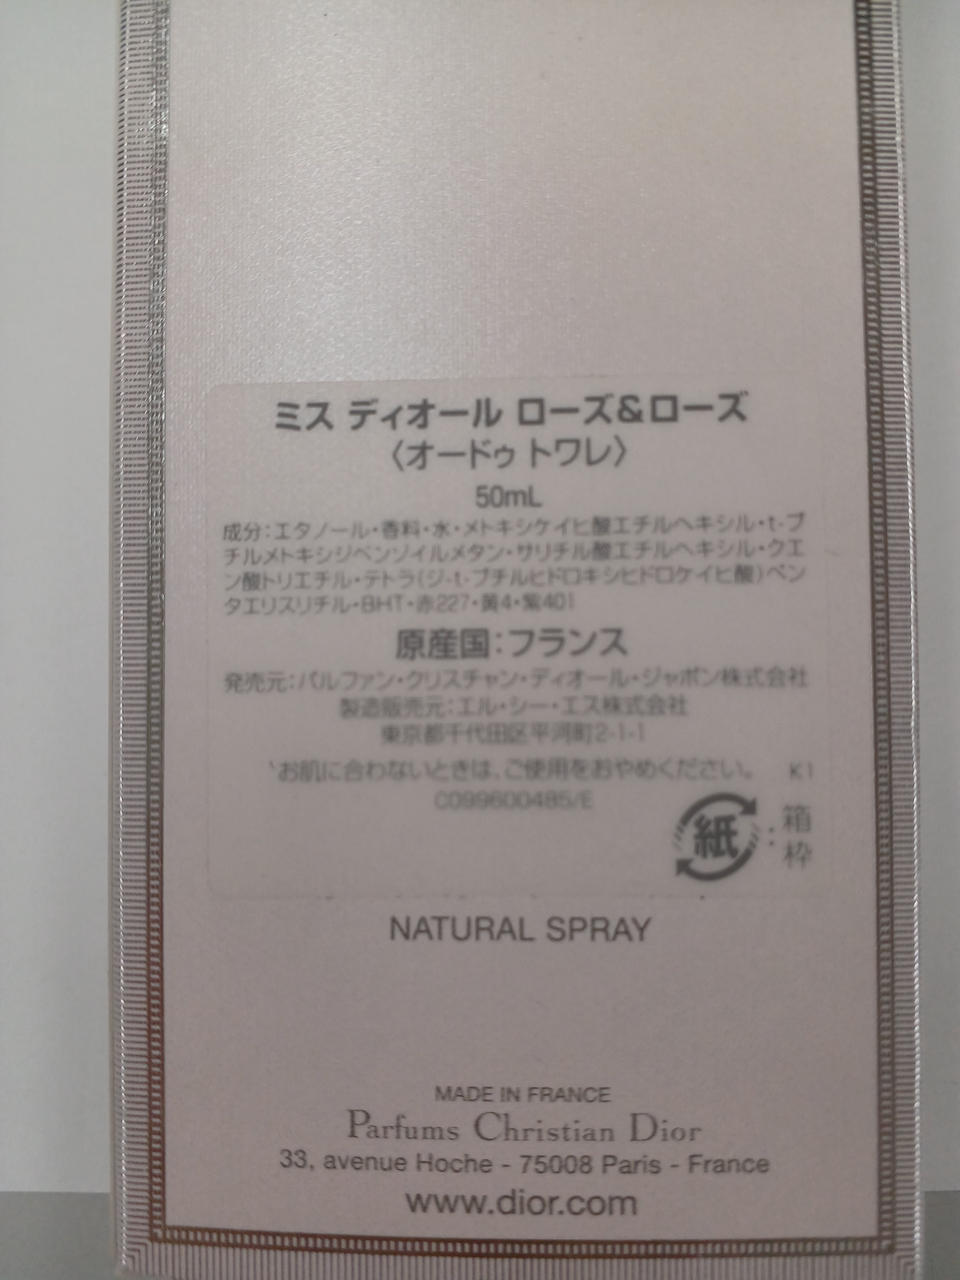 ミス ディオール ローズ&ローズ
〈オードゥ トワレ〉
50mL
成分：エタノール・香料・水・メトキシケイヒ酸エチルヘキシル・t-ブ
チルメトキシジベンゾイルメタン・サリチル酸エチルヘキシル・クエ
ン酸トリエチル・テトラ(ジ-t-ブチルヒドロキシヒドロケイヒ酸)ペン
タエリスリチル・BHT・赤227・黄4・紫401
原産国：フランス
発売元：パルファン・クリスチャン・ディオール・ジャポン株式会社
製造販売元：エル・シー・エス株式会社
東京都千代田区平河町2-1-1
お肌に合わないときは、ご使用をおやめください。 K1
C099600485/E
紙：箱
枠
NATURAL SPRAY
MADE IN FRANCE
Parfums Christian Dior
33, avenue Hoche - 75008 Paris - France
www.dior.com